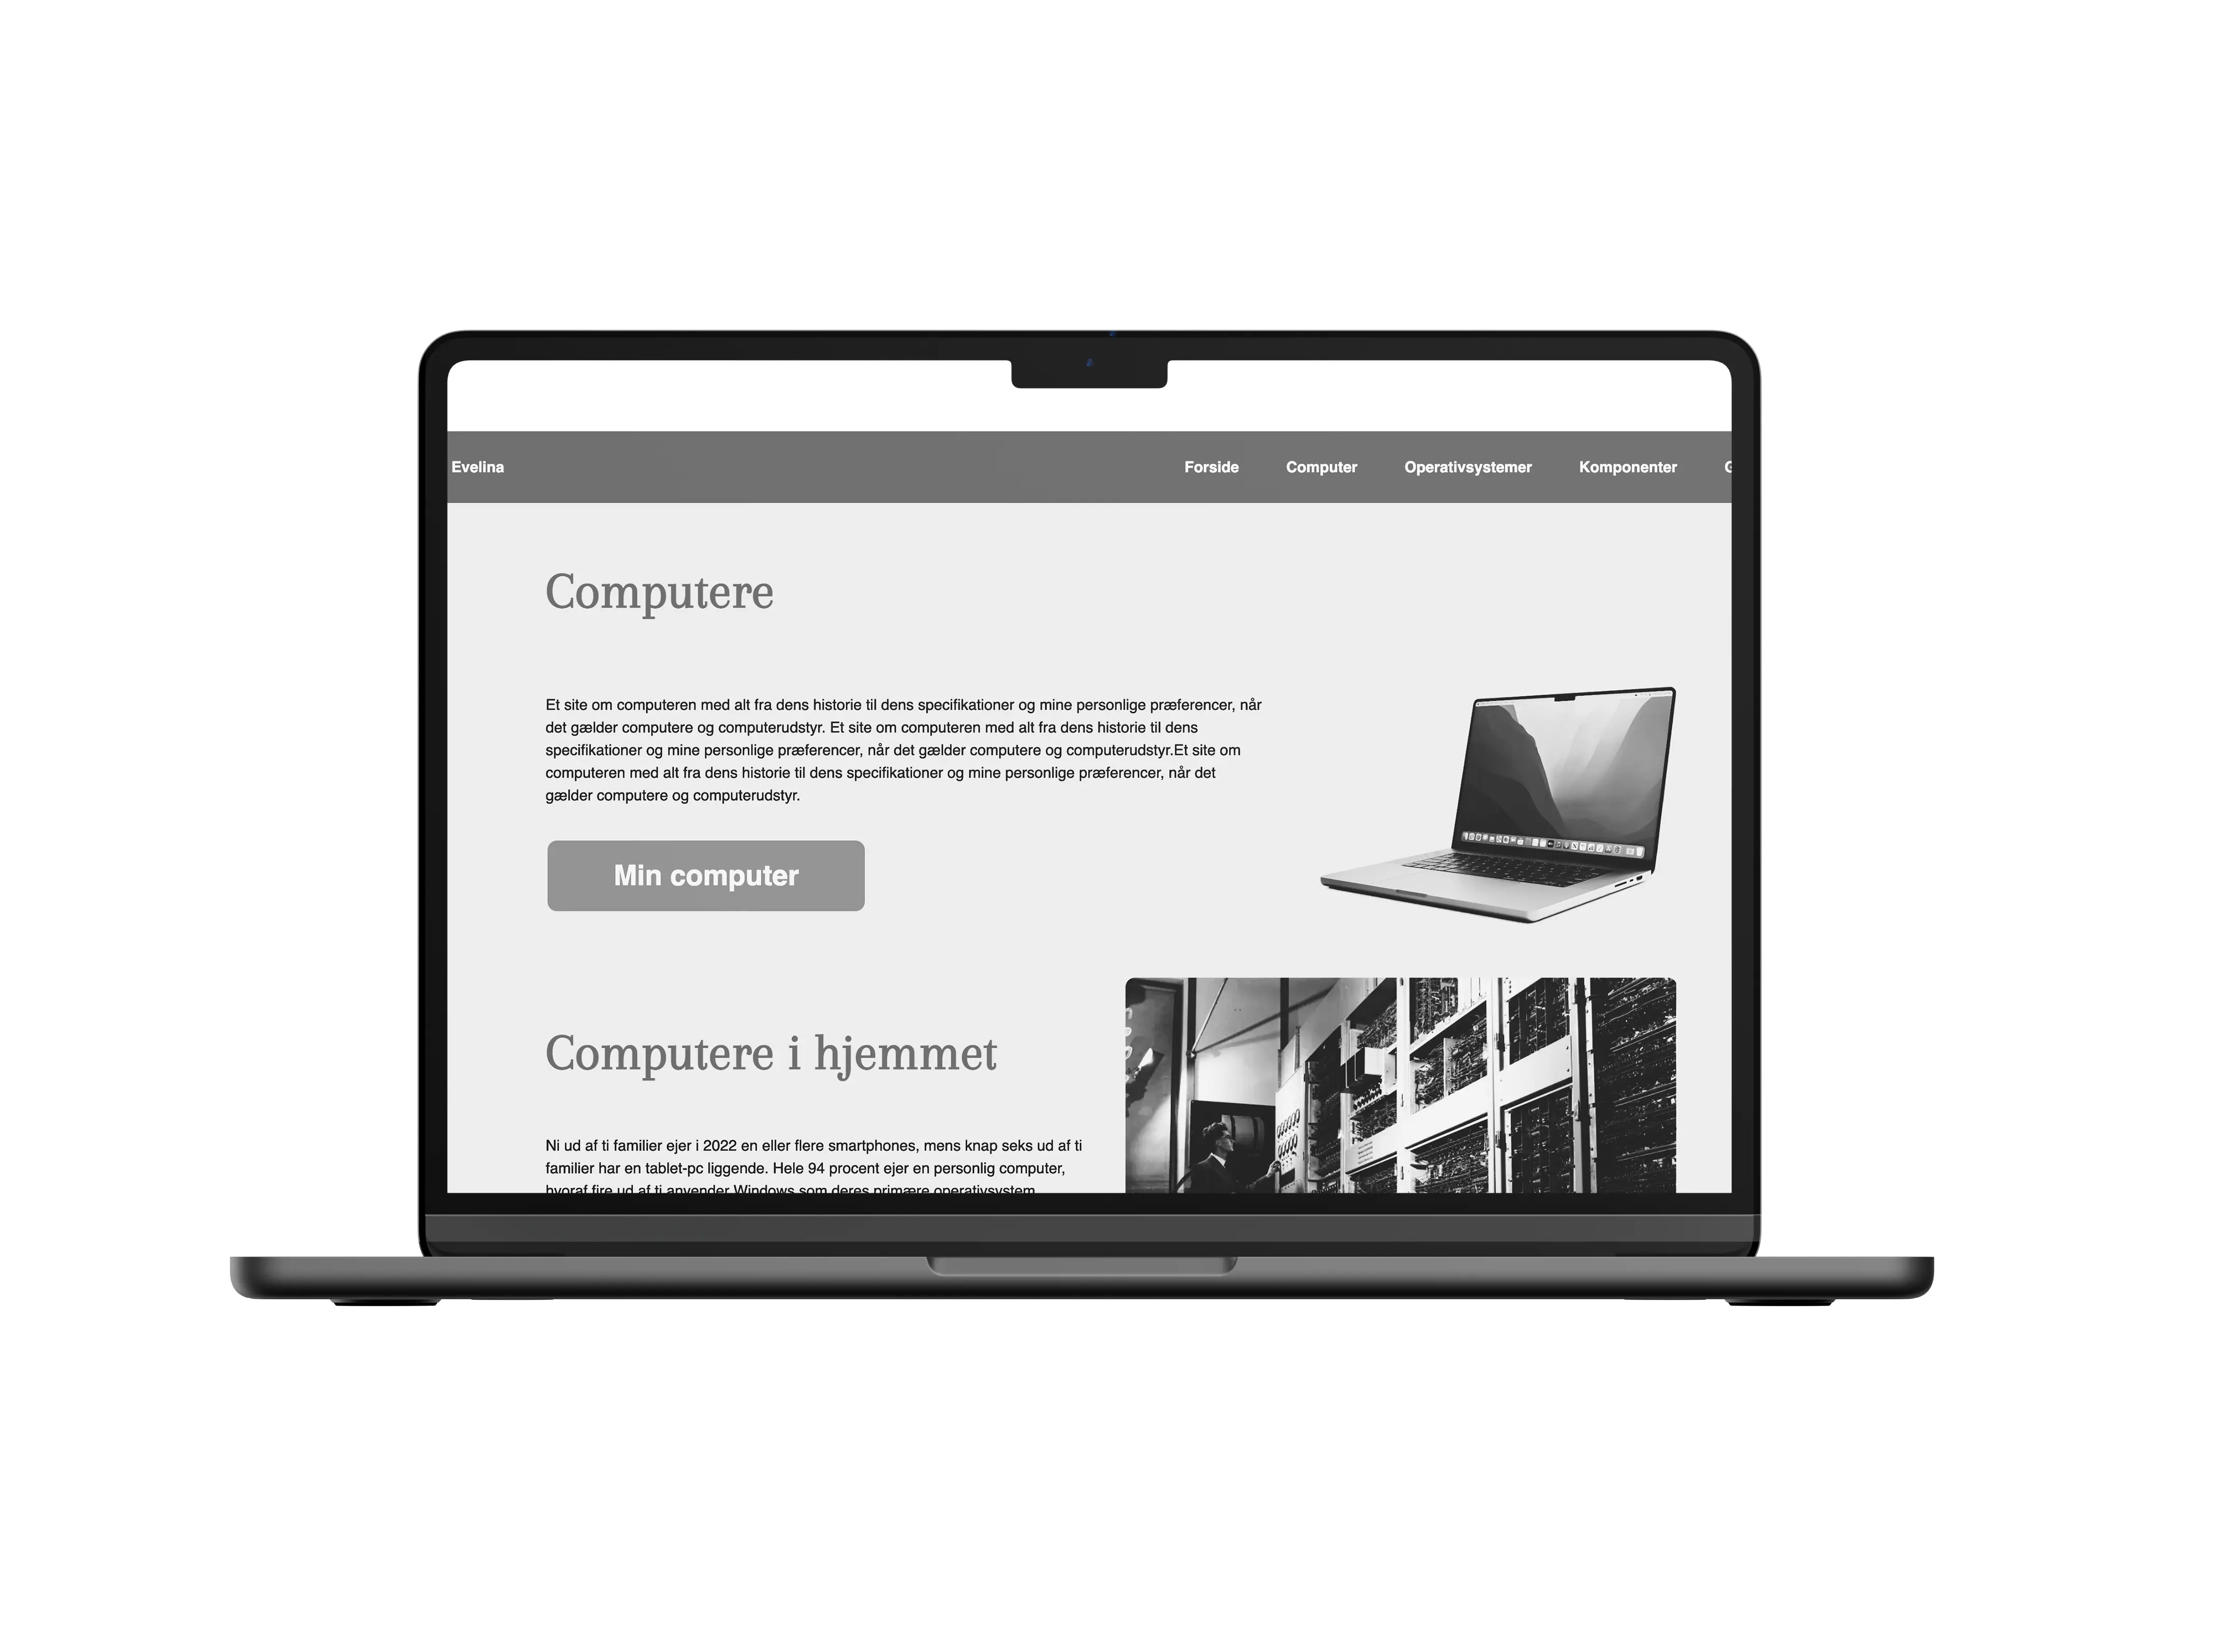 Evelina Forside Computer Operativsystemer Komponenter
Computere
Et site om computeren med alt fra dens historie til dens specifikationer og mine personlige præferencer, når
det gælder computere og computerudstyr. Et site om computeren med alt fra dens historie til dens
specifikationer og mine personlige præferencer, når det gælder computere og computerudstyr.Et site om
computeren med alt fra dens historie til dens specifikationer og mine personlige præferencer, når det
gælder computere og computerudstyr.
Min computer
Computere i hjemmet
Ni ud af ti familier ejer i 2022 en eller flere smartphones, mens knap seks ud af ti
familier har en tablet-pc liggende. Hele 94 procent ejer en personlig computer,
hvoraf fire ud af ti anvender Windows som deres primære operativsystem